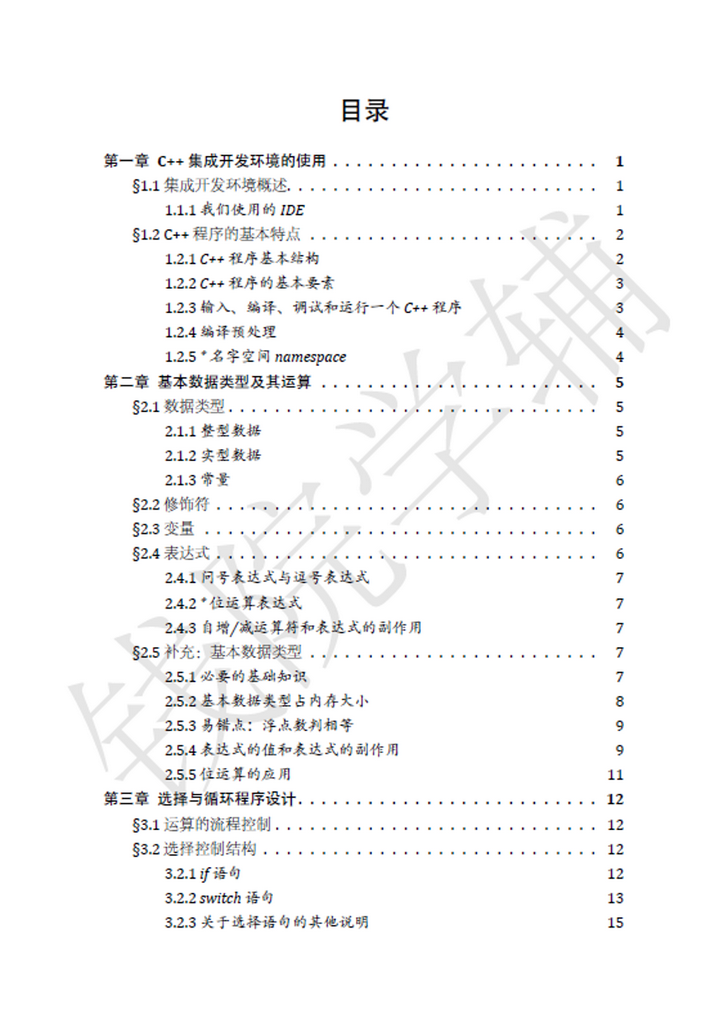 目录
第一章 C++ 集成开发环境的使用 . . . . . . . . . . . . . . . . . . . . . . . 1
§1.1 集成开发环境概述. . . . . . . . . . . . . . . . . . . . . . . . . . . 1
1.1.1 我们使用的 IDE 1
§1.2 C++ 程序的基本特点 . . . . . . . . . . . . . . . . . . . . . . . . . 2
1.2.1 C++ 程序基本结构 2
1.2.2 C++ 程序的基本要素 3
1.2.3 输入、编译、调试和运行一个 C++ 程序 3
1.2.4 编译预处理 4
1.2.5 * 名字空间 namespace 4
第二章 基本数据类型及其运算 . . . . . . . . . . . . . . . . . . . . . . . . 5
§2.1 数据类型 . . . . . . . . . . . . . . . . . . . . . . . . . . . . . . . . 5
2.1.1 整型数据 5
2.1.2 实型数据 5
2.1.3 常量 6
§2.2 修饰符 . . . . . . . . . . . . . . . . . . . . . . . . . . . . . . . . . 6
§2.3 变量 . . . . . . . . . . . . . . . . . . . . . . . . . . . . . . . . . . 6
§2.4 表达式 . . . . . . . . . . . . . . . . . . . . . . . . . . . . . . . . . 6
2.4.1 问号表达式与逗号表达式 7
2.4.2 * 位运算表达式 7
2.4.3 自增/减运算符和表达式的副作用 7
§2.5 补充：基本数据类型 . . . . . . . . . . . . . . . . . . . . . . . . . 7
2.5.1 必要的基础知识 7
2.5.2 基本数据类型占内存大小 8
2.5.3 易错点：浮点数判相等 9
2.5.4 表达式的值和表达式的副作用 9
2.5.5 位运算的应用 11
第三章 选择与循环程序设计. . . . . . . . . . . . . . . . . . . . . . . . . . 12
§3.1 运算的流程控制 . . . . . . . . . . . . . . . . . . . . . . . . . . . . 12
§3.2 选择控制结构 . . . . . . . . . . . . . . . . . . . . . . . . . . . . . 12
3.2.1 if 语句 12
3.2.2 switch 语句 13
3.2.3 关于选择语句的其他说明 15
钱院学辅